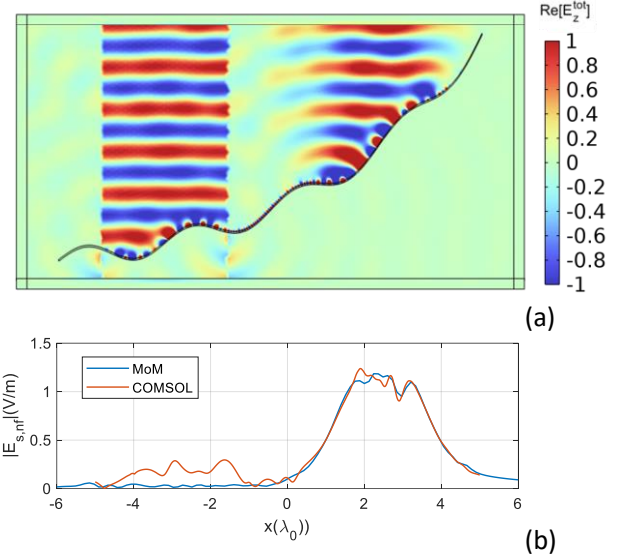 Re[E_z^tot]
1
0.8
0.6
0.4
0.2
0
-0.2
-0.4
-0.6
-0.8
-1
(a)
1.5
1
0.5
0
|E_s,nf|(V/m)
MoM
COMSOL
-6 -4 -2 0 2 4 6
x(λ_0))
(b)